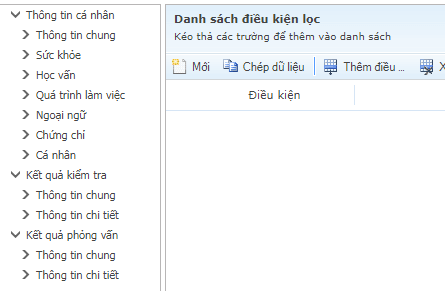 Thông tin cá nhân
Thông tin chung
Sức khỏe
Học vấn
Quá trình làm việc
Ngoại ngữ
Chứng chỉ
Cá nhân
Kết quả kiểm tra
Thông tin chung
Thông tin chi tiết
Kết quả phỏng vấn
Thông tin chung
Thông tin chi tiết
Danh sách điều kiện lọc
Kéo thả các trường để thêm vào danh sách
Mới Chép dữ liệu Thêm điều ... X
Điều kiện